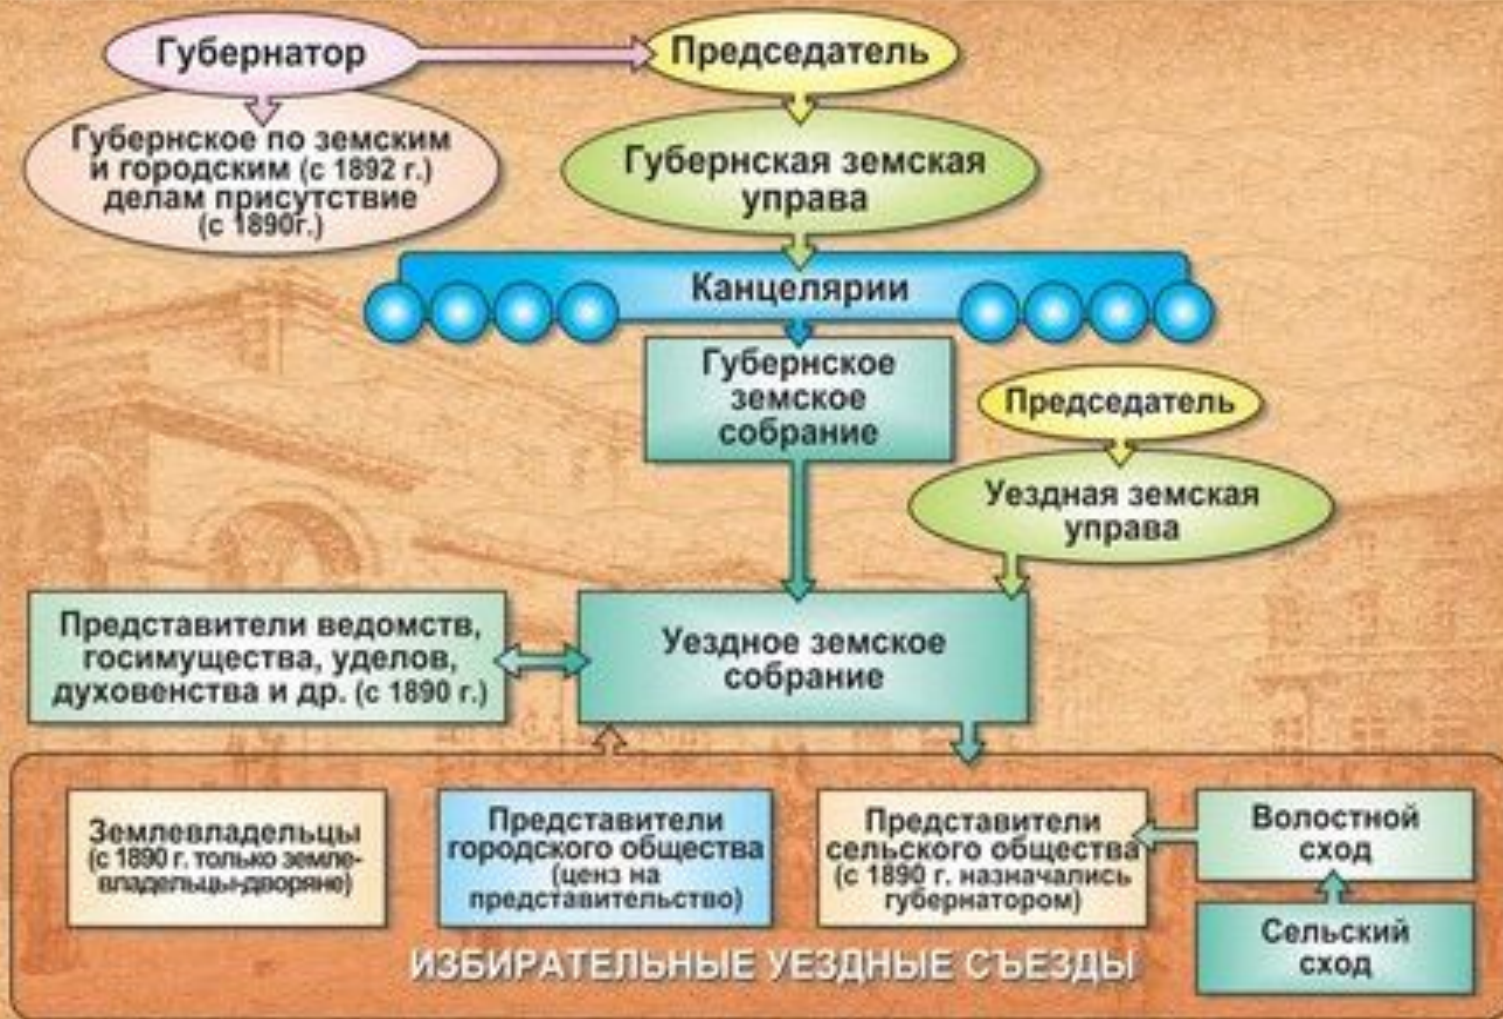 Губернатор
Председатель
Губернское по земским
и городским (с 1892 г.)
делам присутствие
(с 1890г.)
Губернская земская
управа
Канцелярии
Губернское
земское
собрание
Председатель
Уездная земская
управа
Представители ведомств,
госимущества, уделов,
духовенства и др. (с 1890 г.)
Уездное земское
собрание
Землевладельцы
(с 1890 г. только земле-
владельцы-дворяне)
Представители
городского общества
(ценз на
представительство)
Представители
сельского общества
(с 1890 г. назначались
губернатором)
Волостной
сход
Сельский
сход
ИЗБИРАТЕЛЬНЫЕ УЕЗДНЫЕ СЪЕЗДЫ